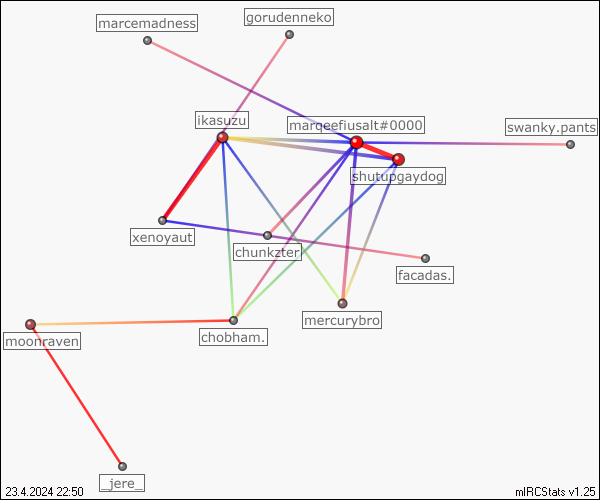 gorudenneko
marcemadness
ikasuzu
marqeefiusalt#0000
swanky.pants
shutupgaydog
xenoyaut
chunkzter
facadas.
mercurybro
chobham.
moonraven
_jere_
23.4.2024 22:50
mIRCStats v1.25